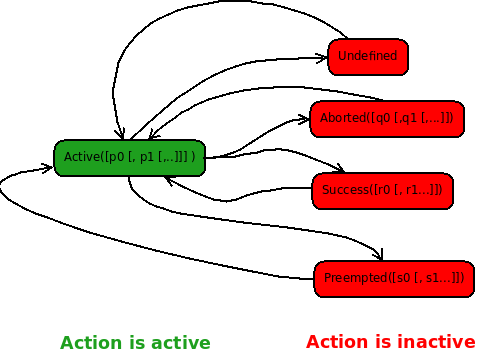 Undefined
Aborted([q0 [,q1 [,...]])
Active([p0 [, p1 [,..]]] )
Success([r0 [, r1...]])
Preempted([s0 [, s1...]])
Action is active
Action is inactive